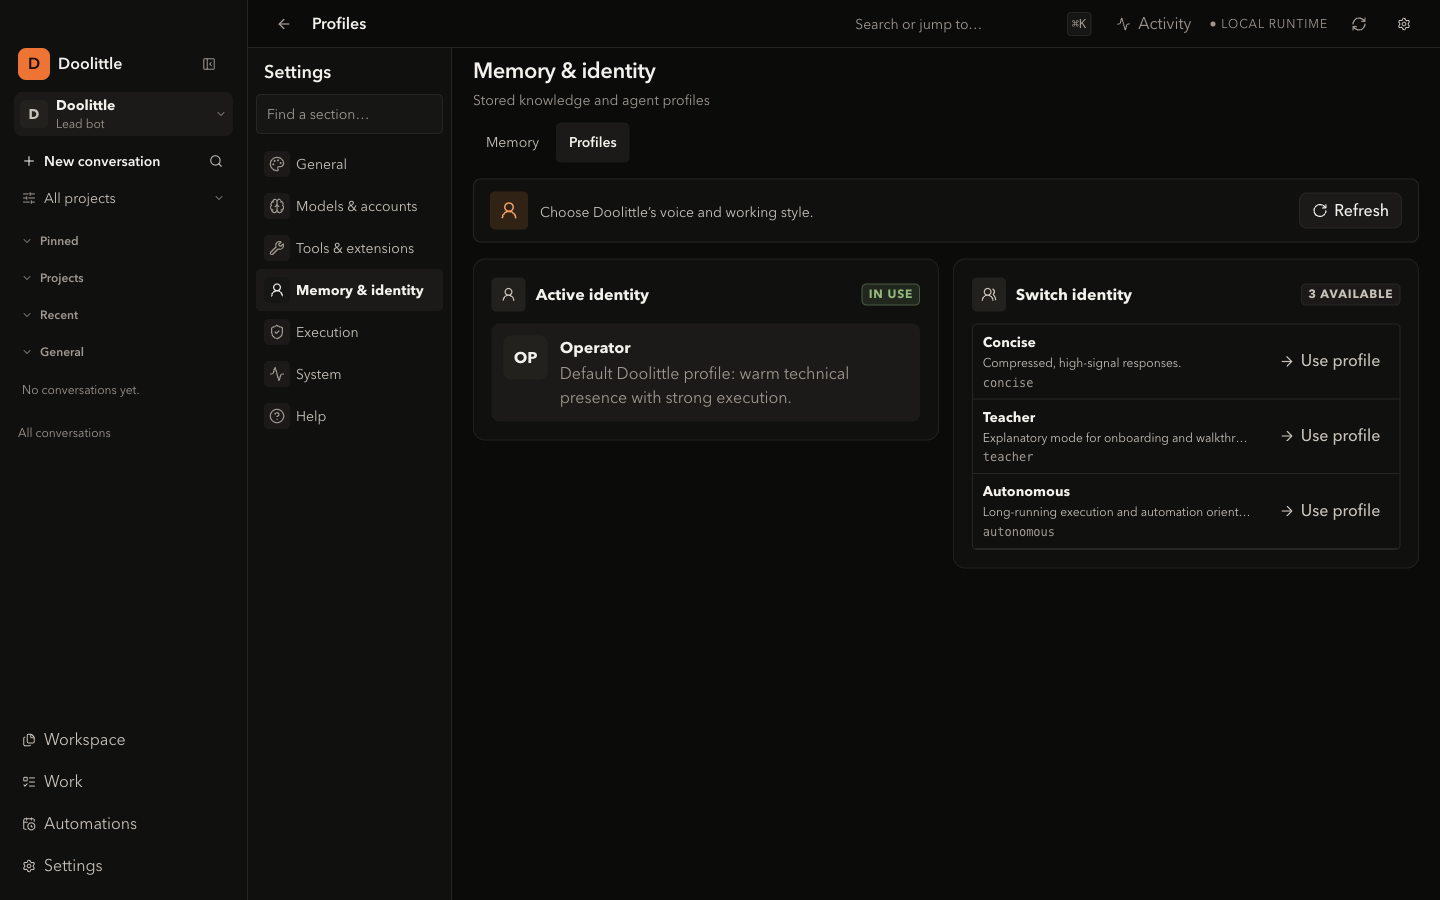 Profiles
Search or jump to…
⌘K
Activity
LOCAL RUNTIME
D
Doolittle
D
Doolittle
Lead bot
New conversation
All projects
Pinned
Projects
Recent
General
No conversations yet.
All conversations
Workspace
Work
Automations
Settings
Settings
Find a section…
General
Models & accounts
Tools & extensions
Memory & identity
Execution
System
Help
Memory & identity
Stored knowledge and agent profiles
Memory
Profiles
Choose Doolittle’s voice and working style.
Refresh
Active identity
IN USE
OP
Operator
Default Doolittle profile: warm technical
presence with strong execution.
Switch identity
3 AVAILABLE
Concise
Compressed, high-signal responses.
concise
Use profile
Teacher
Explanatory mode for onboarding and walkthr…
teacher
Use profile
Autonomous
Long-running execution and automation orient…
autonomous
Use profile